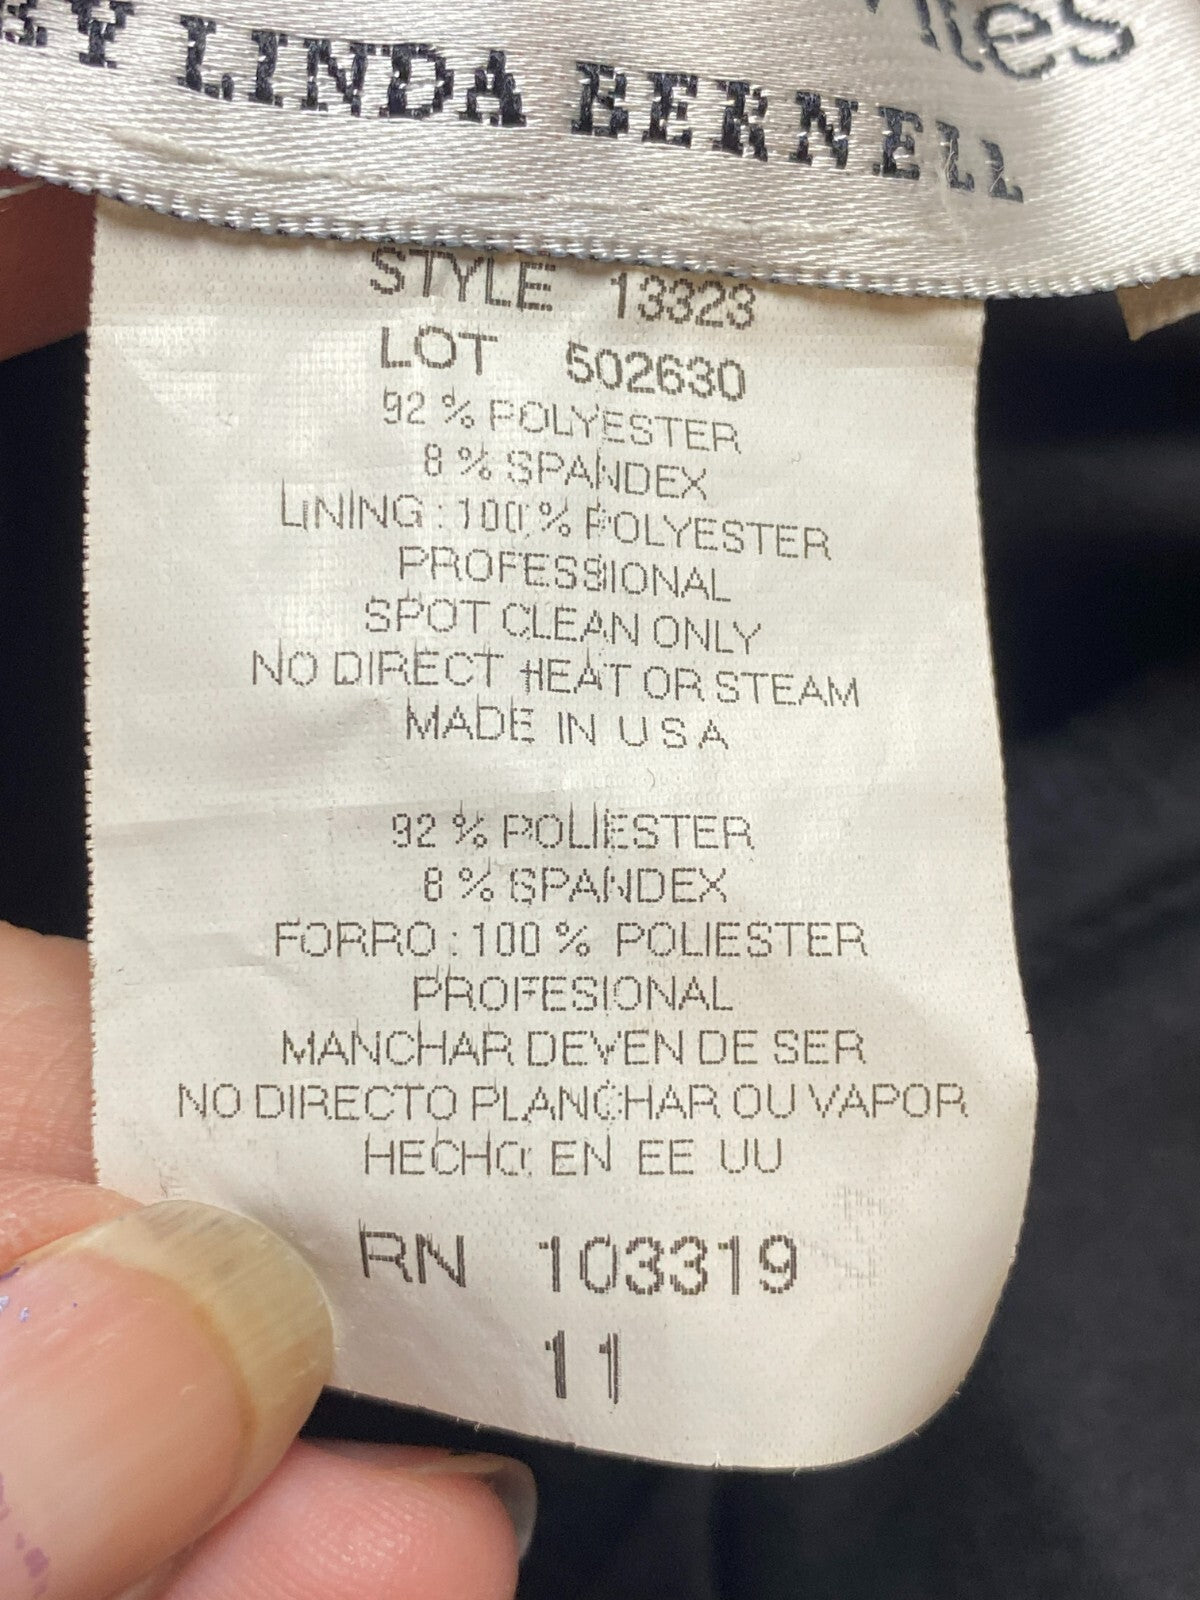 BY LINDA BERNELL
STYLE 13323
LOT 502630
92 % POLYESTER
8 % SPANDEX
LINING : 100 % POLYESTER
PROFESSIONAL
SPOT CLEAN ONLY
NO DIRECT HEAT OR STEAM
MADE IN U S A
92 % POLIESTER
8 % SPANDEX
FORRO : 100 % POLIESTER
PROFESIONAL
MANCHAR DEVEN DE SER
NO DIRECTO PLANCHAR OU VAPOR
HECHO EN EE UU
RN 103319
11